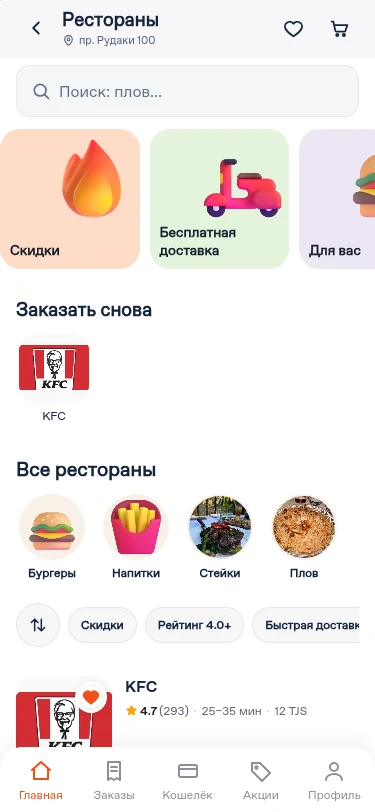 Рестораны
пр. Рудаки 100
Поиск: плов...
Скидки
Бесплатная
доставка
Для вас
Заказать снова
KFC
KFC
Все рестораны
Бургеры
Напитки
Стейки
Плов
Скидки
Рейтинг 4.0+
Быстрая доставк
KFC
4.7 (293) · 25–35 мин · 12 TJS
KFC
Главная
Заказы
Кошелёк
Акции
Профиль